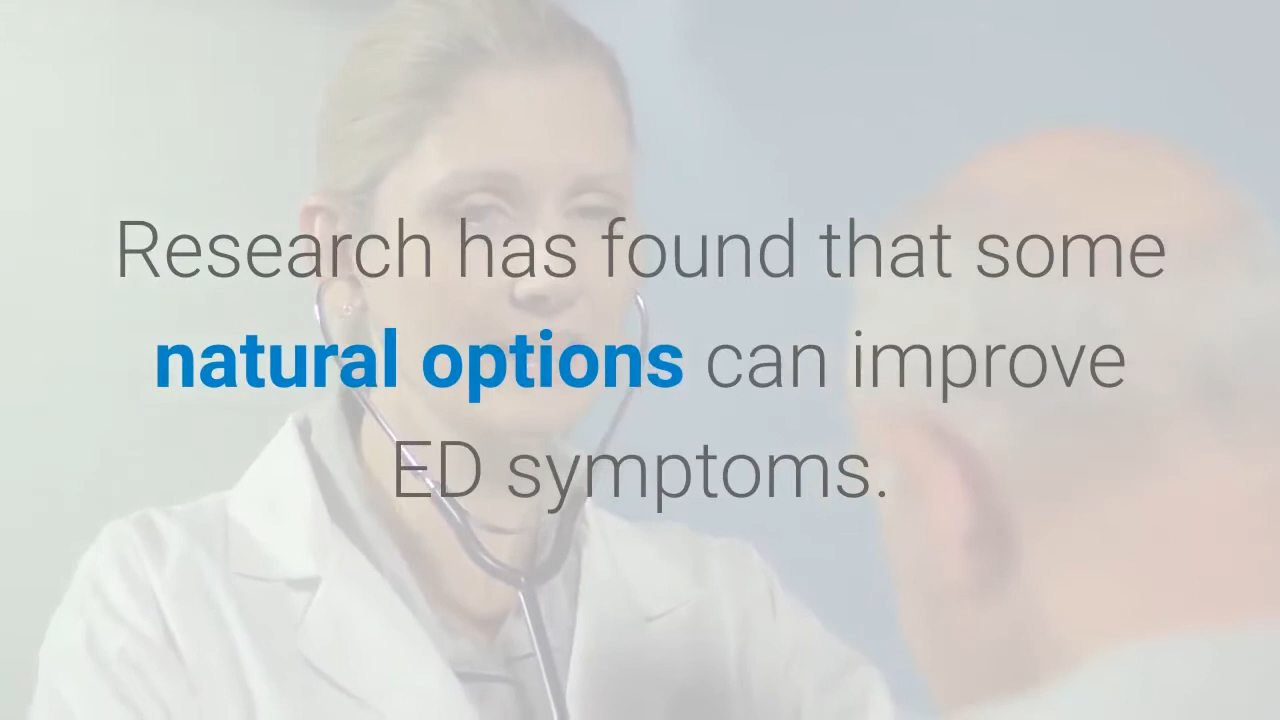 Research has found that some
natural options can improve
ED symptoms.